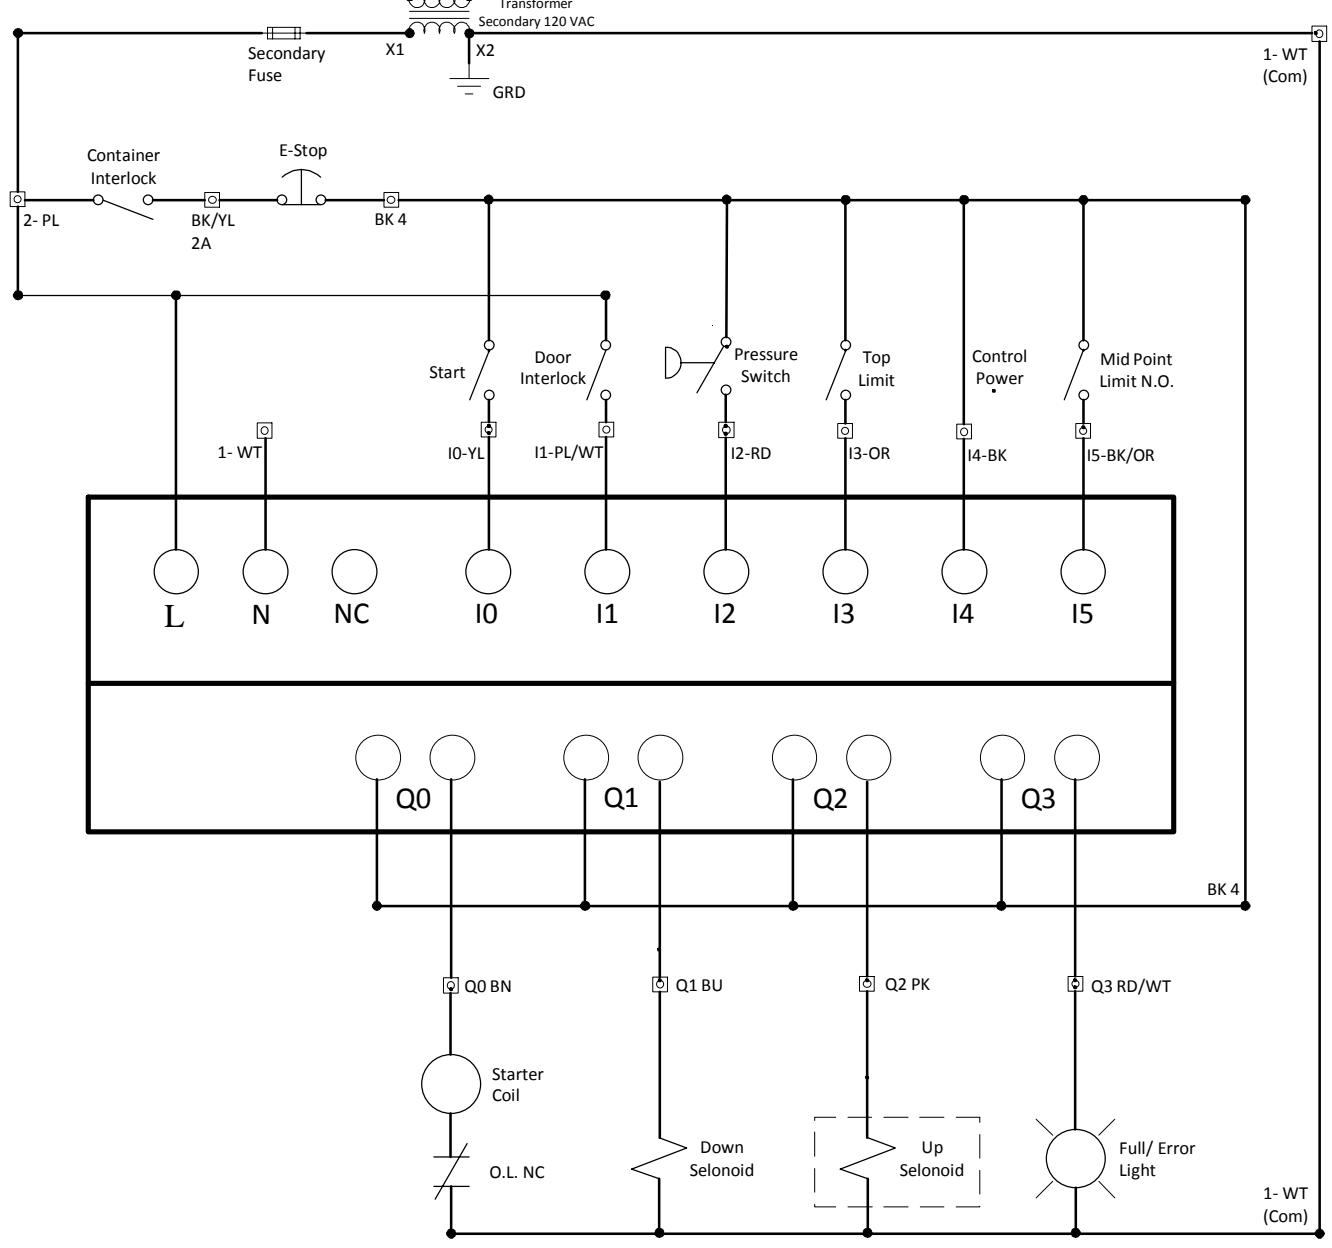 Transformer
Secondary 120 VAC
X1
X2
Secondary
Fuse
GRD
1- WT
(Com)
Container
Interlock
E-Stop
2- PL
BK/YL
2A
BK 4
Start
Door
Interlock
Pressure
Switch
Top
Limit
Control
Power
Mid Point
Limit N.O.
1- WT
I0-YL
I1-PL/WT
I2-RD
I3-OR
I4-BK
I5-BK/OR
L
N
NC
I0
I1
I2
I3
I4
I5
Q0
Q1
Q2
Q3
BK 4
Q0 BN
Q1 BU
Q2 PK
Q3 RD/WT
Starter
Coil
O.L. NC
Down
Selonoid
Up
Selonoid
Full/ Error
Light
1- WT
(Com)